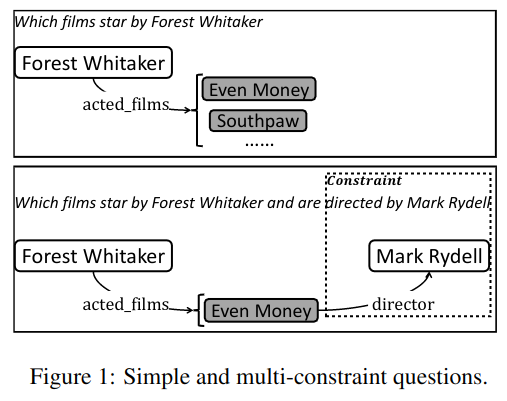 Which films star by Forest Whitaker
Forest Whitaker
acted_films
Even Money
Southpaw
......
Constraint
Which films star by Forest Whitaker and are directed by Mark Rydell
Forest Whitaker
Mark Rydell
acted_films
Even Money
director
Figure 1: Simple and multi-constraint questions.